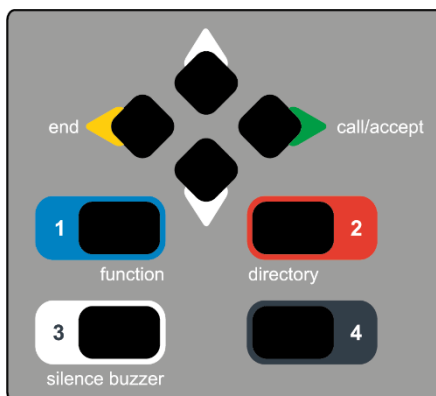 end
call/accept
1
2
function
directory
3
4
silence buzzer